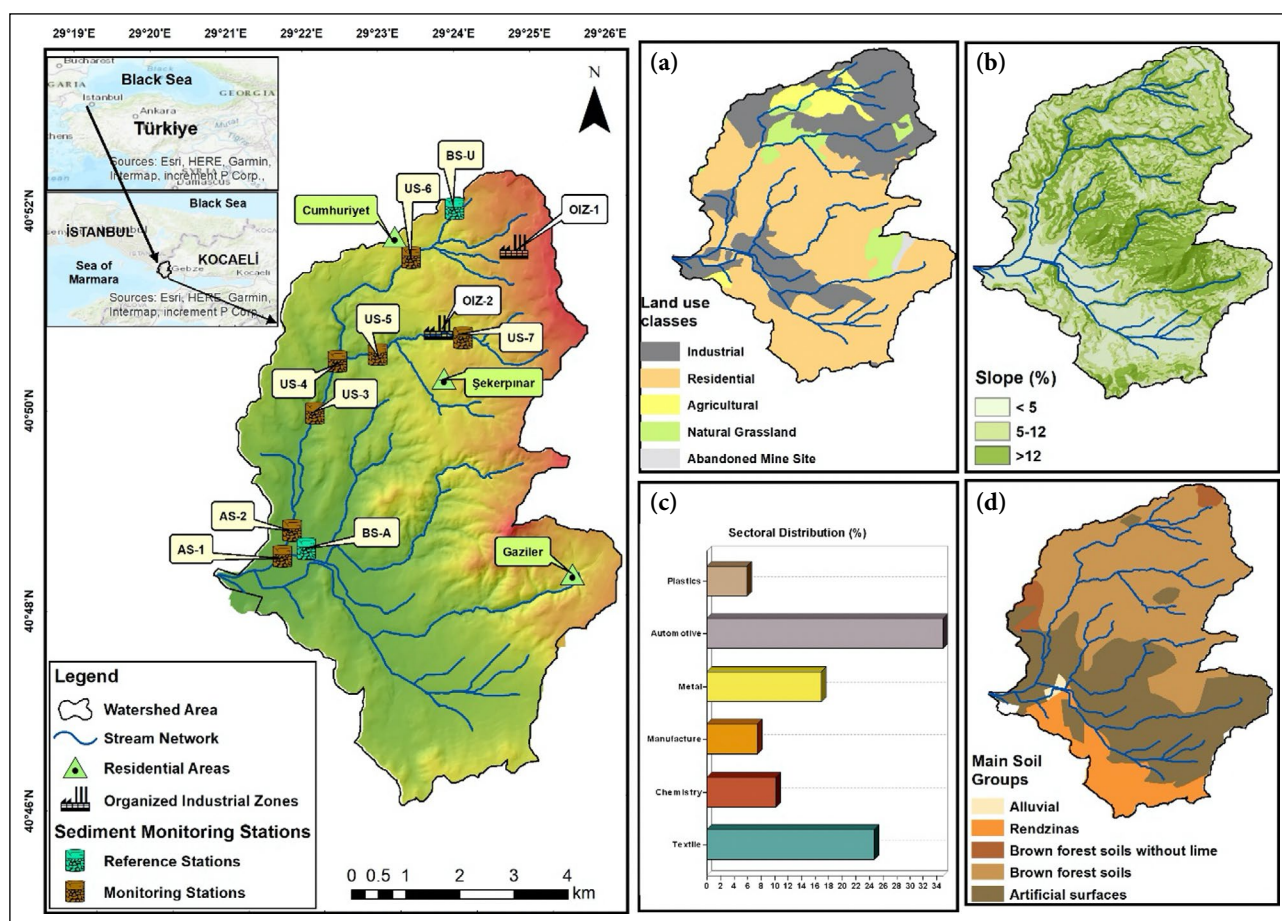 29°19'E 29°20'E 29°21'E 29°22'E 29°23'E 29°24'E 29°25'E 29°26'E
40°52'N
40°50'N
40°48'N
40°46'N
Bucharest
Black Sea
GARIA
Istanbul
GEORGIA
Ankara
Türkiye
Murat
Tigr
thens
Sources: Esri, HERE, Garmin,
Intermap, increment P Corp.,
SYRIA
Damascus
Black Sea
İSTANBUL
KOCAELİ
Sea of
Marmara
Gebze
Kocaeli
Sources: Esri, HERE, Garmin,
Intermap, increment P Corp.,
N
BS-U
US-6
Cumhuriyet
OIZ-1
OIZ-2
US-5
US-7
US-4
Şekerpınar
US-3
AS-2
BS-A
AS-1
Gaziler
Legend
Watershed Area
Stream Network
Residential Areas
Organized Industrial Zones
Sediment Monitoring Stations
Reference Stations
Monitoring Stations
0 0.5 1 2 3 4
km
(a)
Land use
classes
Industrial
Residential
Agricultural
Natural Grassland
Abandoned Mine Site
(b)
Slope (%)
< 5
5-12
>12
(c)
Sectoral Distribution (%)
Plastics
Automotive
Metal
Manufacture
Chemistry
Textile
0 2 4 6 8 10 12 14 16 18 20 22 24 26 28 30 32 34
(d)
Main Soil
Groups
Alluvial
Rendzinas
Brown forest soils without lime
Brown forest soils
Artificial surfaces